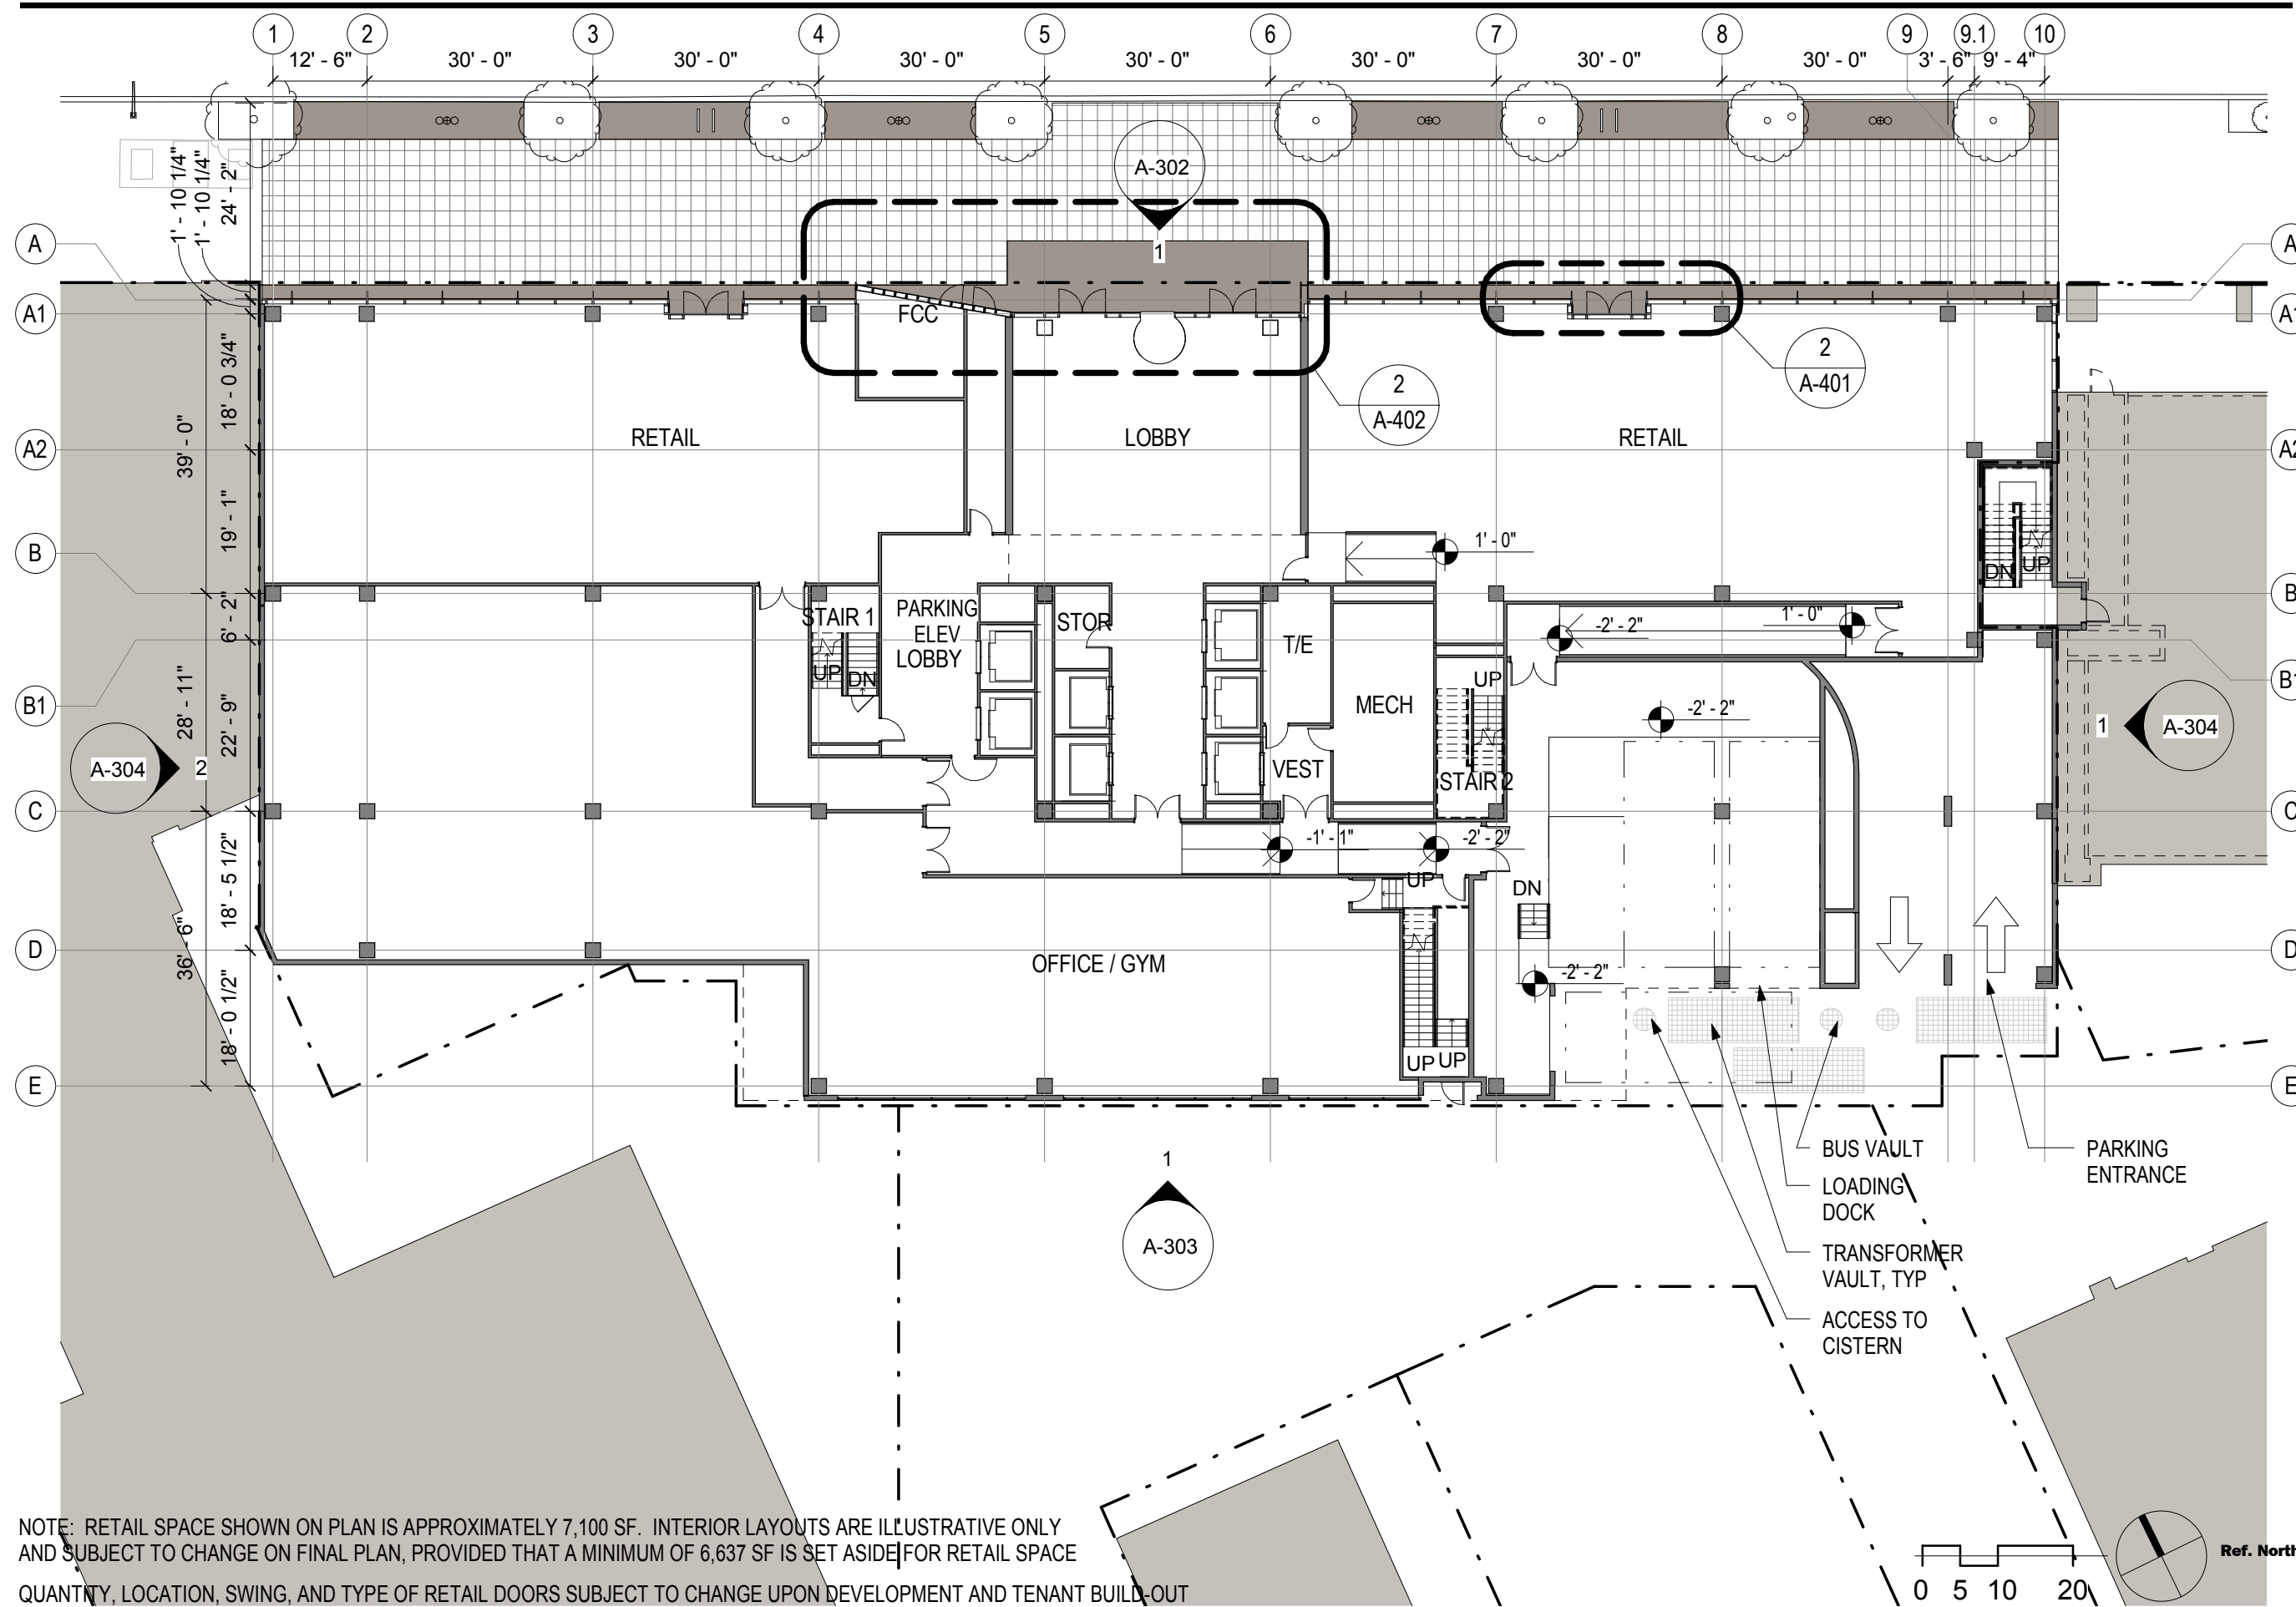 1 2 3 4 5 6 7 8 9 9.1 10
12' - 6" 30' - 0" 30' - 0" 30' - 0" 30' - 0" 30' - 0" 30' - 0" 30' - 0" 3' - 6" 9' - 4"
1' - 10 1/4"
1' - 10 1/4"
24' - 2"
A-302
1
A
A
A1
A1
FCC
2
A-401
2
A-402
18' - 0 3/4"
39' - 0"
A2
A2
RETAIL
LOBBY
RETAIL
19' - 1"
B
1' - 0"
DN
UP
B
6' - 2"
STAIR 1
UP
DN
PARKING
ELEV
LOBBY
STOR
T/E
-2' - 2"
1' - 0"
B1
B1
28' - 11"
22' - 9"
MECH
UP
-2' - 2"
A-304
2
VEST
STAIR 2
1
A-304
C
C
-1' - 1"
-2' - 2"
18' - 5 1/2"
36' - 6"
UP
DN
D
D
OFFICE / GYM
-2' - 2"
18' - 0 1/2"
UP
UP
E
E
1
A-303
BUS VAULT
LOADING
DOCK
TRANSFORMER
VAULT, TYP
ACCESS TO
CISTERN
PARKING
ENTRANCE
NOTE: RETAIL SPACE SHOWN ON PLAN IS APPROXIMATELY 7,100 SF. INTERIOR LAYOUTS ARE ILLUSTRATIVE ONLY
AND SUBJECT TO CHANGE ON FINAL PLAN, PROVIDED THAT A MINIMUM OF 6,637 SF IS SET ASIDE FOR RETAIL SPACE
QUANTITY, LOCATION, SWING, AND TYPE OF RETAIL DOORS SUBJECT TO CHANGE UPON DEVELOPMENT AND TENANT BUILD-OUT
0 5 10 20
Ref. North